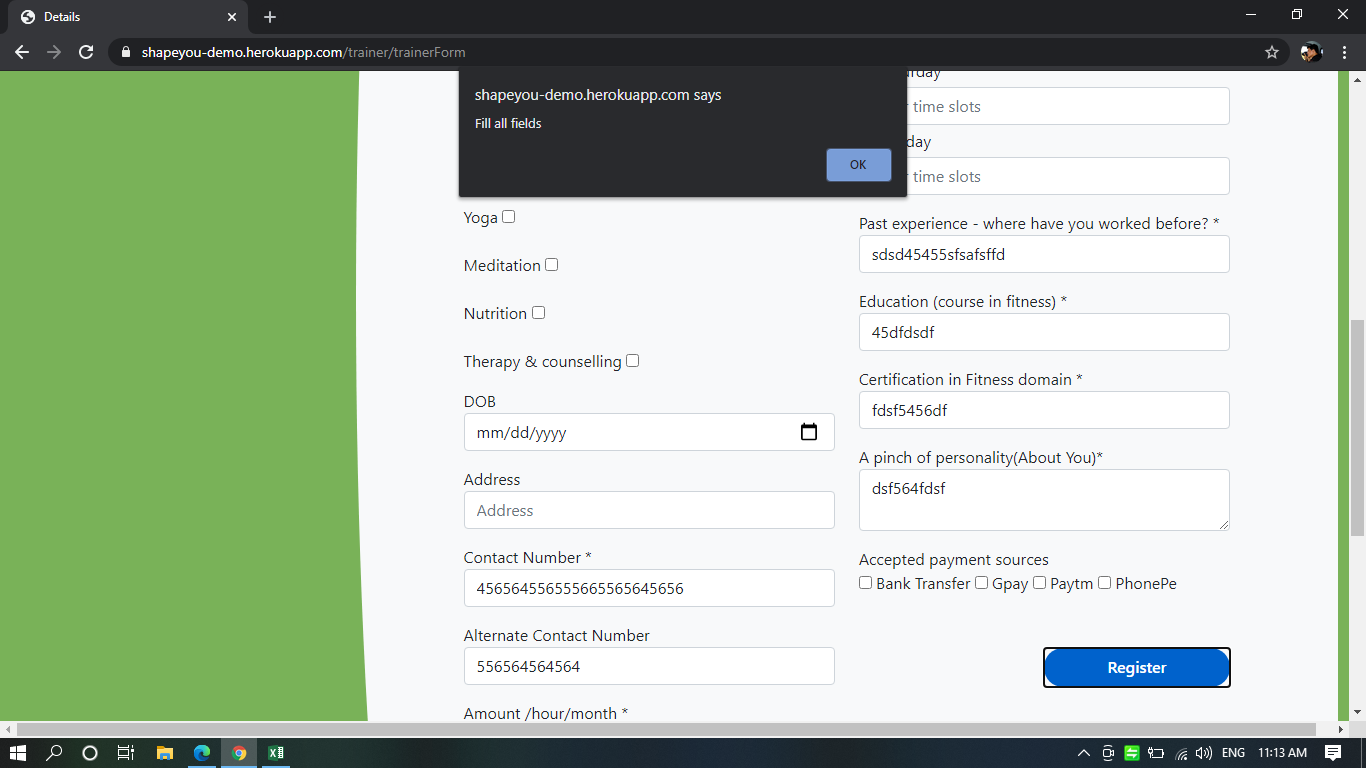 Details
shapeyou-demo.herokuapp.com/trainer/trainerForm
shapeyou-demo.herokuapp.com says
Fill all fields
OK
Yoga
Meditation
Nutrition
Therapy & counselling
DOB
mm/dd/yyyy
Address
Address
Contact Number *
456564556555665565645656
Alternate Contact Number
556564564564
Amount /hour/month *
time slots
time slots
Past experience - where have you worked before? *
sdsd45455sfsafsffd
Education (course in fitness) *
45dfdsdf
Certification in Fitness domain *
fdsf5456df
A pinch of personality(About You)*
dsf564fdsf
Accepted payment sources
Bank Transfer Gpay Paytm PhonePe
Register
ENG 11:13 AM